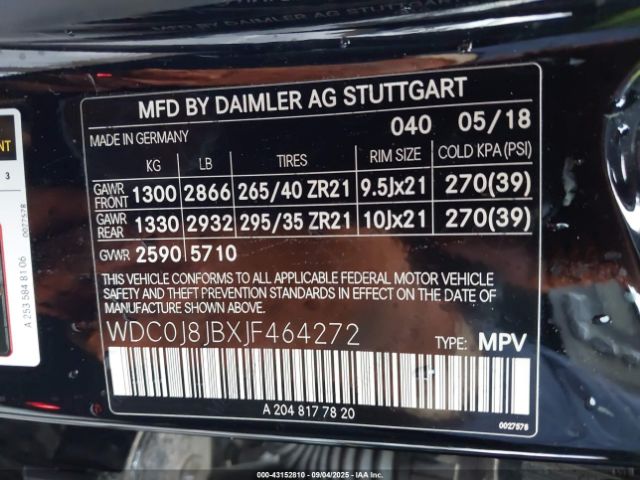 MFD BY DAIMLER AG STUTTGART
MADE IN GERMANY 040 05/18
KG LB TIRES RIM SIZE COLD KPA (PSI)
GAWR FRONT 1300 2866 265/40 ZR21 9.5Jx21 270(39)
GAWR REAR 1330 2932 295/35 ZR21 10Jx21 270(39)
GVWR 2590 5710
THIS VEHICLE CONFORMS TO ALL APPLICABLE FEDERAL MOTOR VEHICLE
SAFETY AND THEFT PREVENTION STANDARDS IN EFFECT ON THE DATE OF
MANUFACTURE SHOWN ABOVE.
WDC0J8JBXJF464272 TYPE: MPV
A 204 817 78 20
0027578
3
0027578
A 253 584 81 06
000-43152810 - 09/04/2025 - IAA Inc.